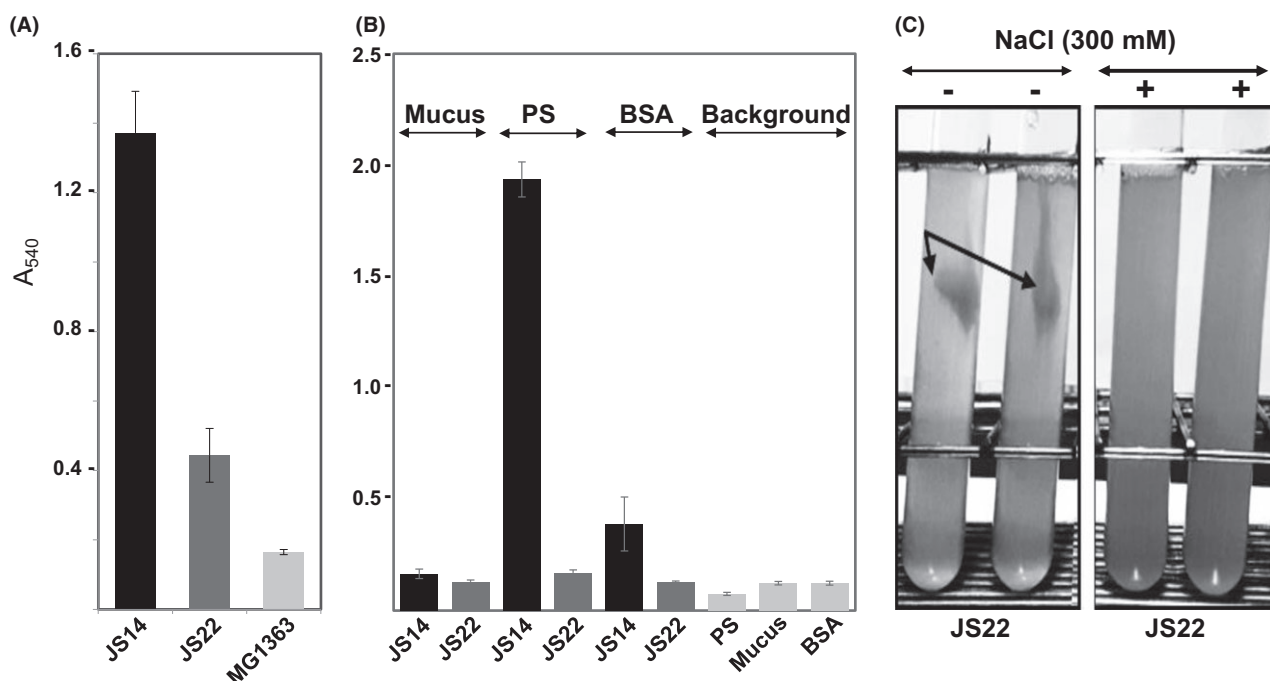 (A)
1.6
1.2
0.8
0.4
A540
JS14
JS22
MG1363
(B)
2.5
2.0
1.5
1.0
0.5
Mucus PS BSA Background
JS14
JS22
JS14
JS22
JS14
JS22
PS
Mucus
BSA
(C)
NaCl (300 mM)
- - + +
JS22 JS22